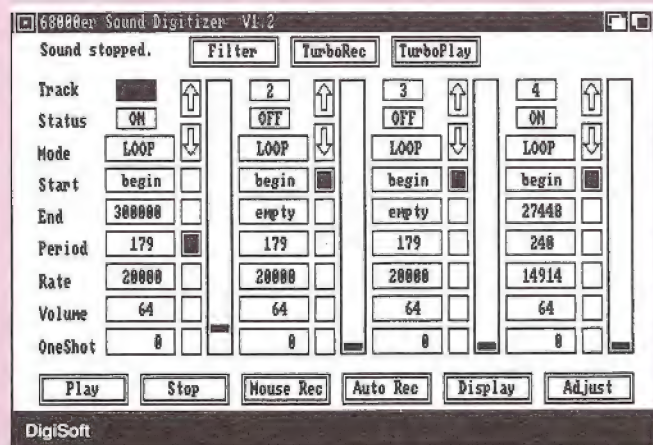 68000er Sound Digitizer V1.2
Sound stopped. Filter TurboRec TurboPlay
Track 2 3 4
Status ON OFF OFF ON
Mode LOOP LOOP LOOP LOOP
Start begin begin begin begin
End 300000 empty empty 27448
Period 179 179 179 240
Rate 20000 20000 20000 14914
Volume 64 64 64 64
OneShot 0 0 0 0
Play Stop Mouse Rec Auto Rec Display Adjust
DigiSoft